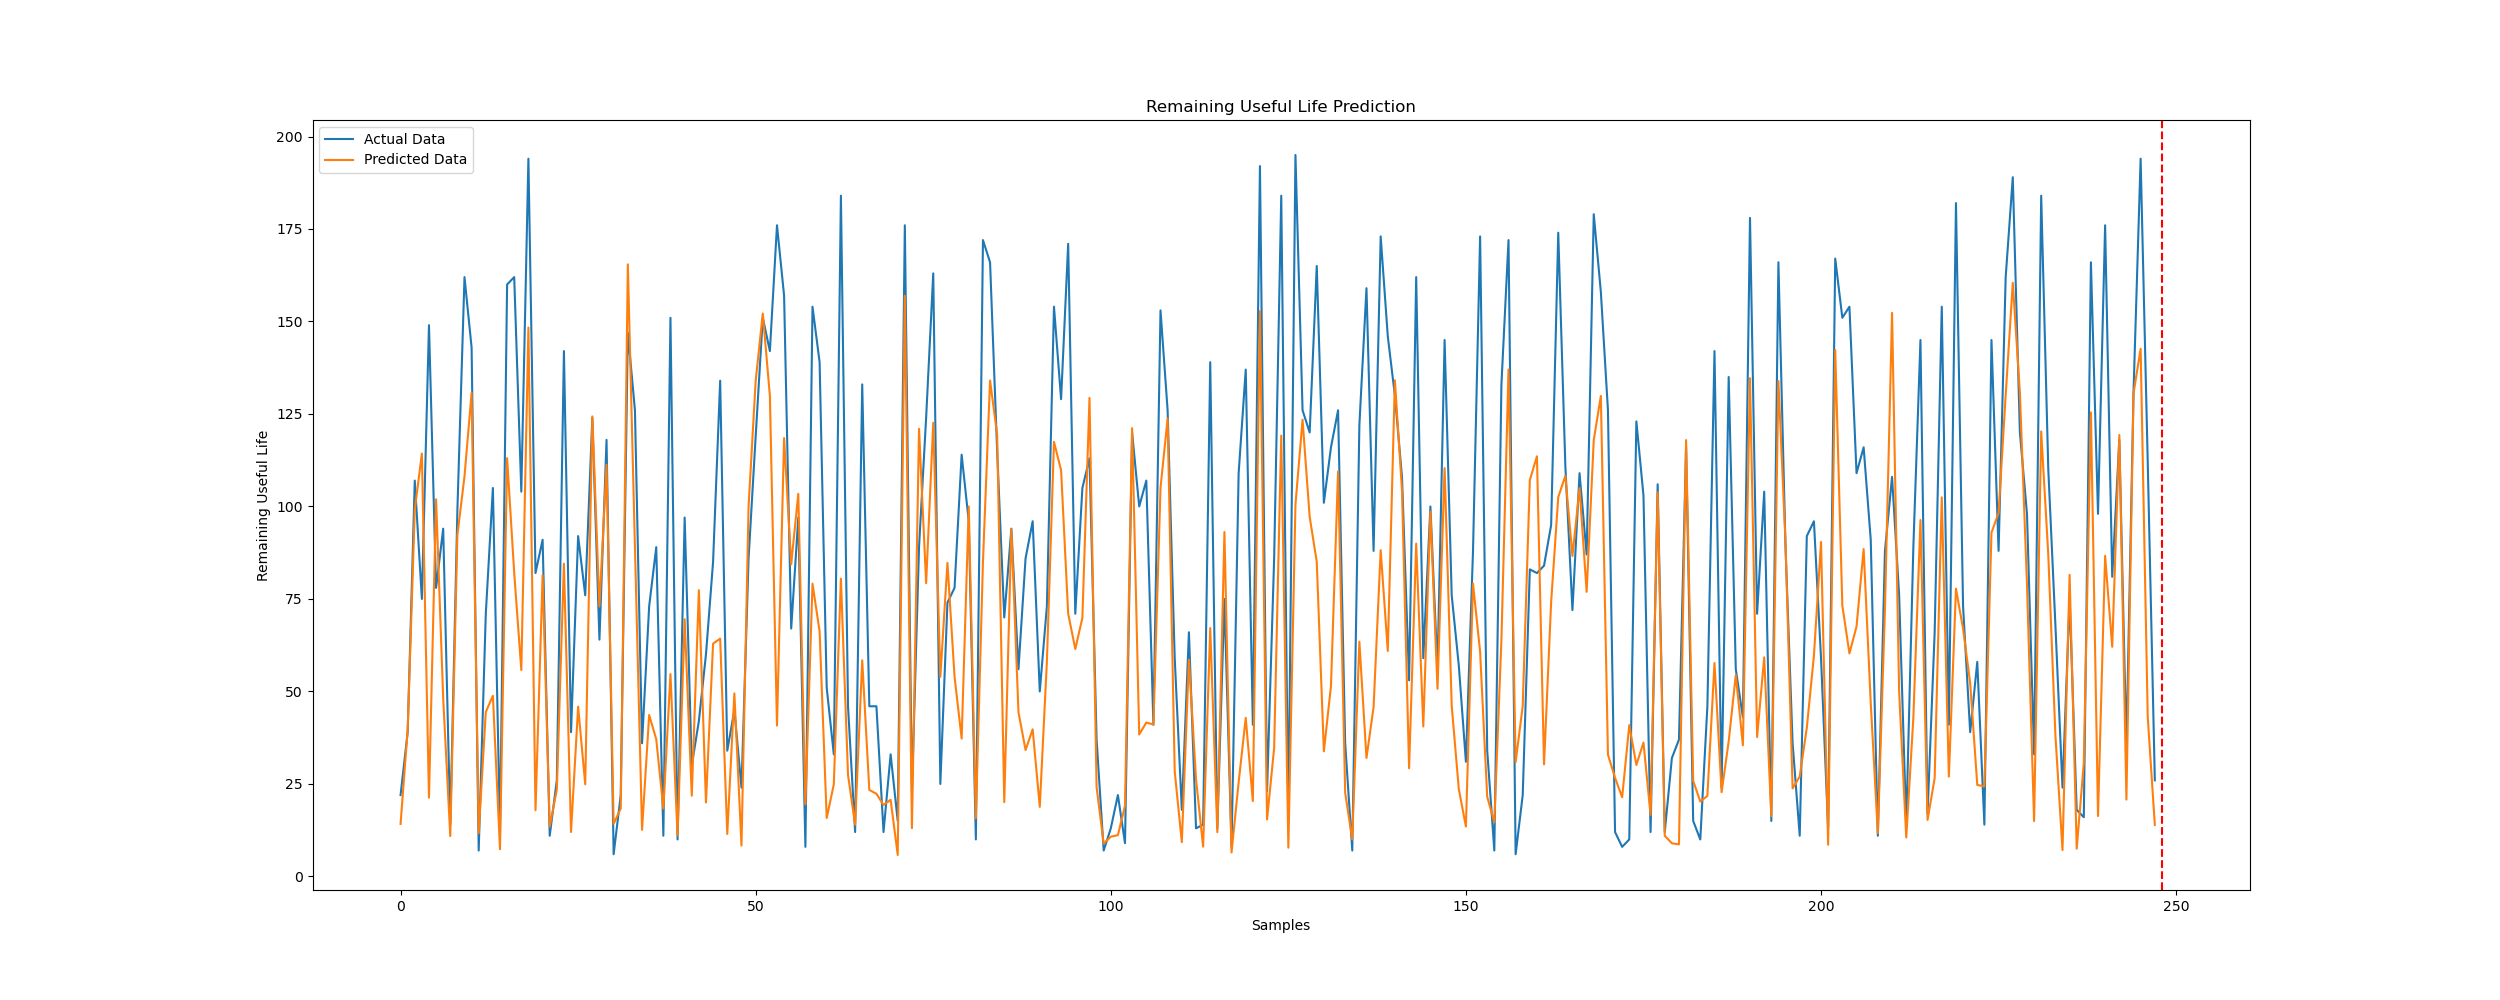 Remaining Useful Life Prediction
Actual Data
Predicted Data
200
175
150
125
100
75
50
25
0
Remaining Useful Life
0 50 100 150 200 250
Samples